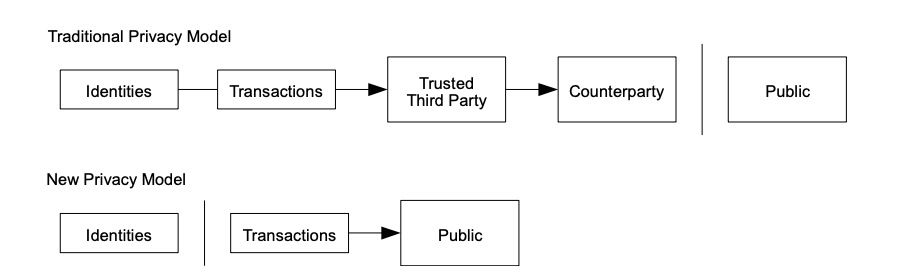 Traditional Privacy Model
Identities
Transactions
Trusted
Third Party
Counterparty
Public
New Privacy Model
Identities
Transactions
Public